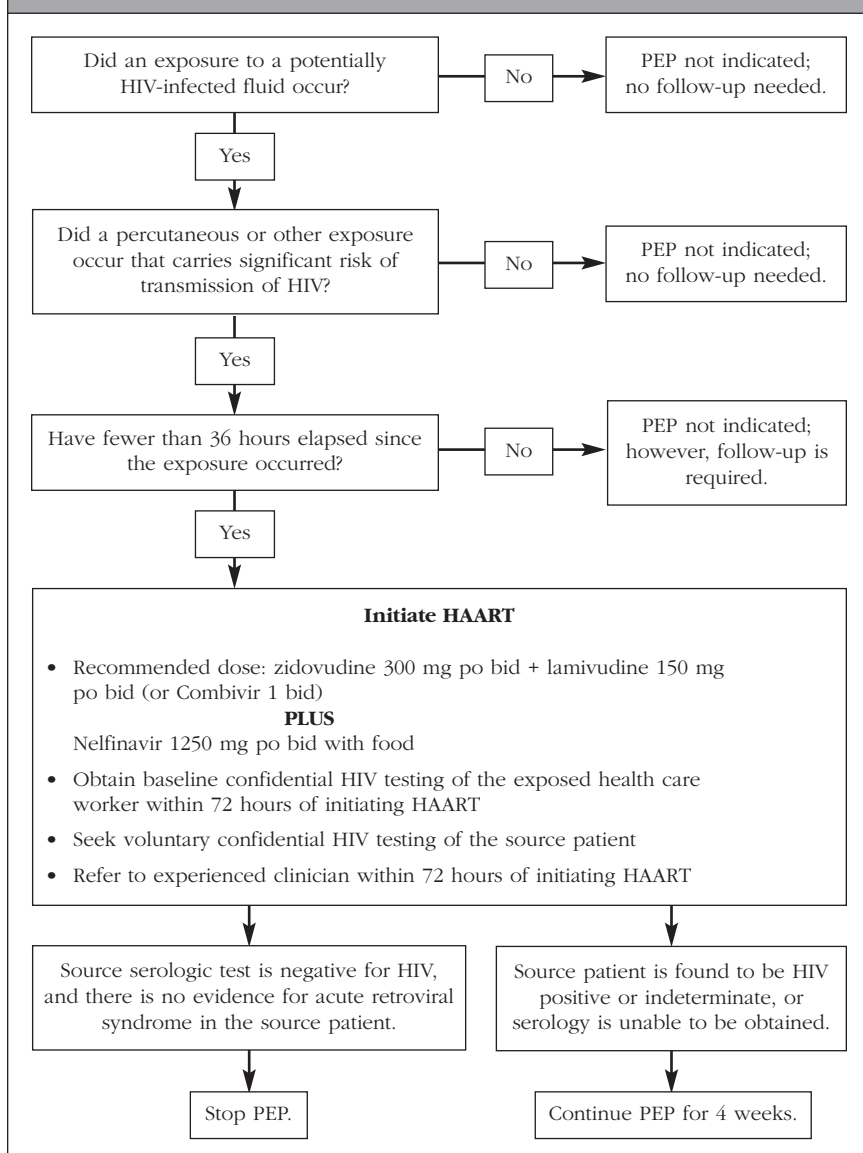 Did an exposure to a potentially
HIV-infected fluid occur?
No
PEP not indicated;
no follow-up needed.
Yes
Did a percutaneous or other exposure
occur that carries significant risk of
transmission of HIV?
No
PEP not indicated;
no follow-up needed.
Yes
Have fewer than 36 hours elapsed since
the exposure occurred?
No
PEP not indicated;
however, follow-up is
required.
Yes
Initiate HAART
• Recommended dose: zidovudine 300 mg po bid + lamivudine 150 mg
po bid (or Combivir 1 bid)
PLUS
Nelfinavir 1250 mg po bid with food
• Obtain baseline confidential HIV testing of the exposed health care
worker within 72 hours of initiating HAART
• Seek voluntary confidential HIV testing of the source patient
• Refer to experienced clinician within 72 hours of initiating HAART
Source serologic test is negative for HIV,
and there is no evidence for acute retroviral
syndrome in the source patient.
Source patient is found to be HIV
positive or indeterminate, or
serology is unable to be obtained.
Stop PEP.
Continue PEP for 4 weeks.